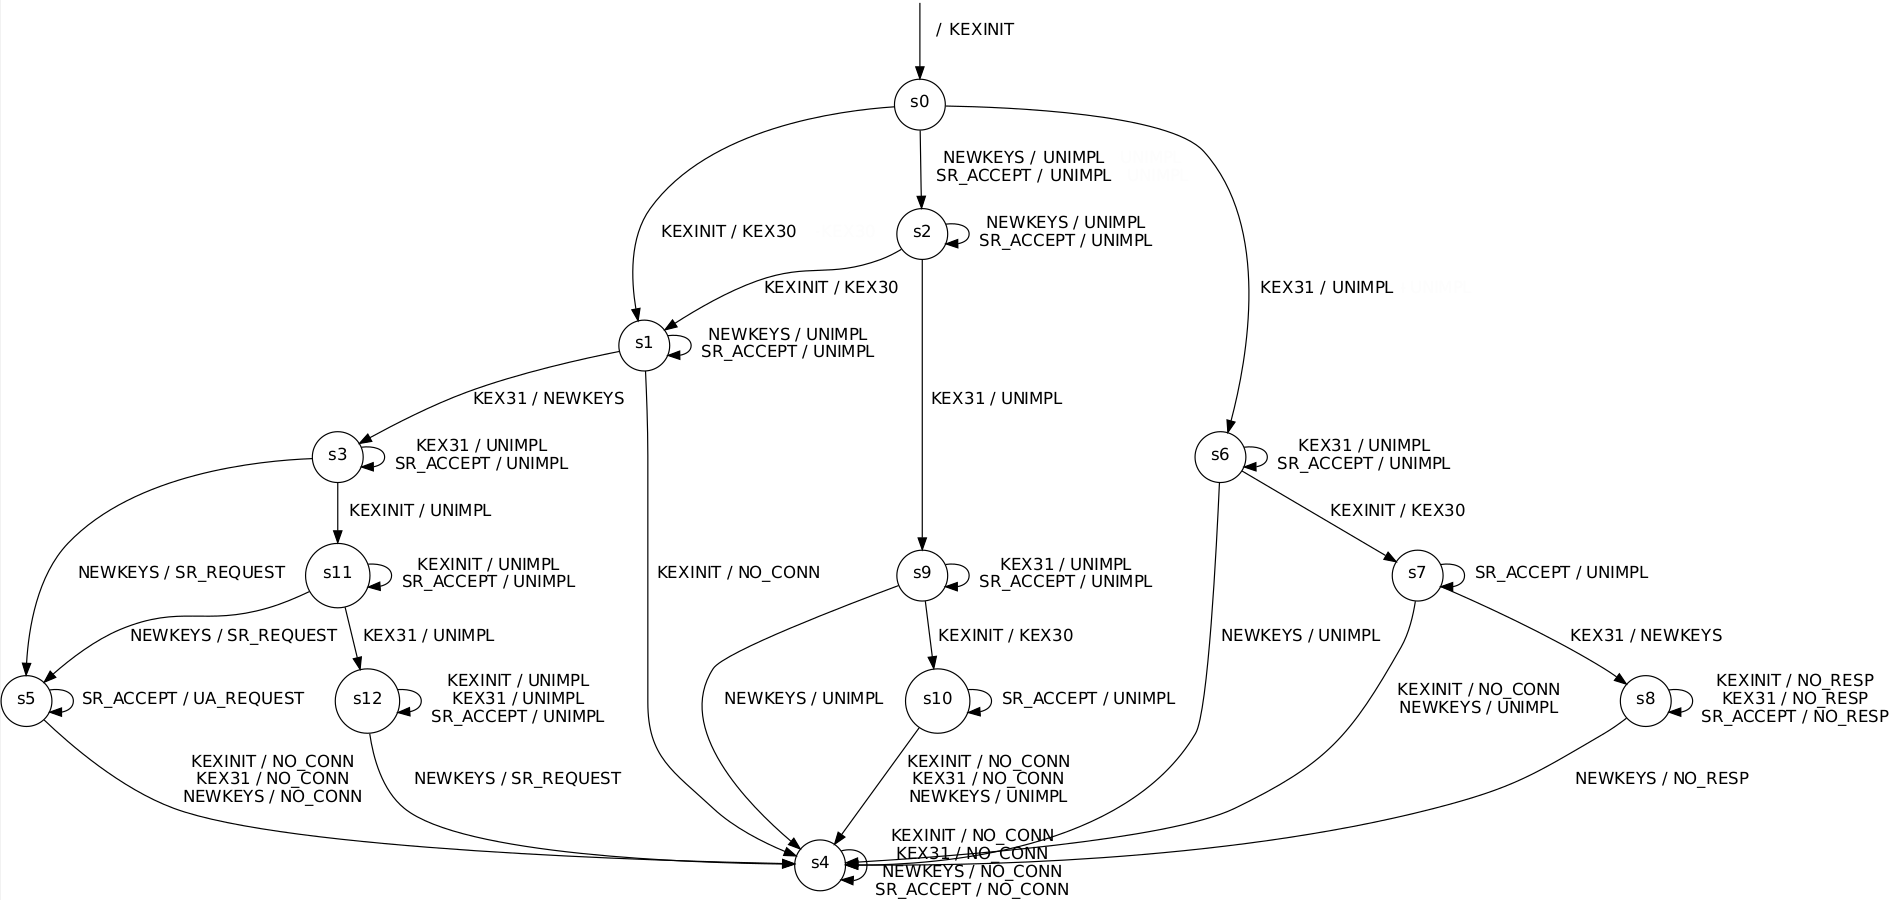 / KEXINIT
s0
NEWKEYS / UNIMPL
SR_ACCEPT / UNIMPL
KEXINIT / KEX30
s2
NEWKEYS / UNIMPL
SR_ACCEPT / UNIMPL
KEXINIT / KEX30
KEX31 / UNIMPL
s1
NEWKEYS / UNIMPL
SR_ACCEPT / UNIMPL
KEX31 / NEWKEYS
KEX31 / UNIMPL
s3
KEX31 / UNIMPL
SR_ACCEPT / UNIMPL
s6
KEX31 / UNIMPL
SR_ACCEPT / UNIMPL
KEXINIT / UNIMPL
KEXINIT / KEX30
NEWKEYS / SR_REQUEST
s11
KEXINIT / UNIMPL
SR_ACCEPT / UNIMPL
KEXINIT / NO_CONN
s9
KEX31 / UNIMPL
SR_ACCEPT / UNIMPL
s7
SR_ACCEPT / UNIMPL
NEWKEYS / SR_REQUEST
KEX31 / UNIMPL
KEXINIT / KEX30
NEWKEYS / UNIMPL
KEX31 / NEWKEYS
s5
SR_ACCEPT / UA_REQUEST
s12
KEXINIT / UNIMPL
KEX31 / UNIMPL
SR_ACCEPT / UNIMPL
NEWKEYS / UNIMPL
s10
SR_ACCEPT / UNIMPL
KEXINIT / NO_CONN
NEWKEYS / UNIMPL
s8
KEXINIT / NO_RESP
KEX31 / NO_RESP
SR_ACCEPT / NO_RESP
KEXINIT / NO_CONN
KEX31 / NO_CONN
NEWKEYS / NO_CONN
NEWKEYS / SR_REQUEST
KEXINIT / NO_CONN
KEX31 / NO_CONN
NEWKEYS / UNIMPL
NEWKEYS / NO_RESP
s4
KEXINIT / NO_CONN
KEX31 / NO_CONN
NEWKEYS / NO_CONN
SR_ACCEPT / NO_CONN